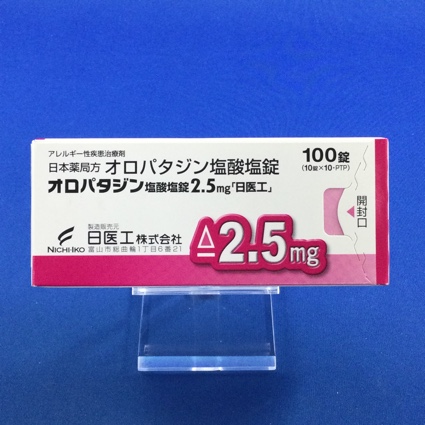 アレルギー性疾患治療剤
日本薬局方 オロパタジン塩酸塩錠
100錠
(10錠×10・PTP)
オロパタジン塩酸塩錠2.5mg「日医工」
開封口
製造販売元
日医工株式会社
NICHI-IKO
富山市総曲輪1丁目6番21
2.5mg